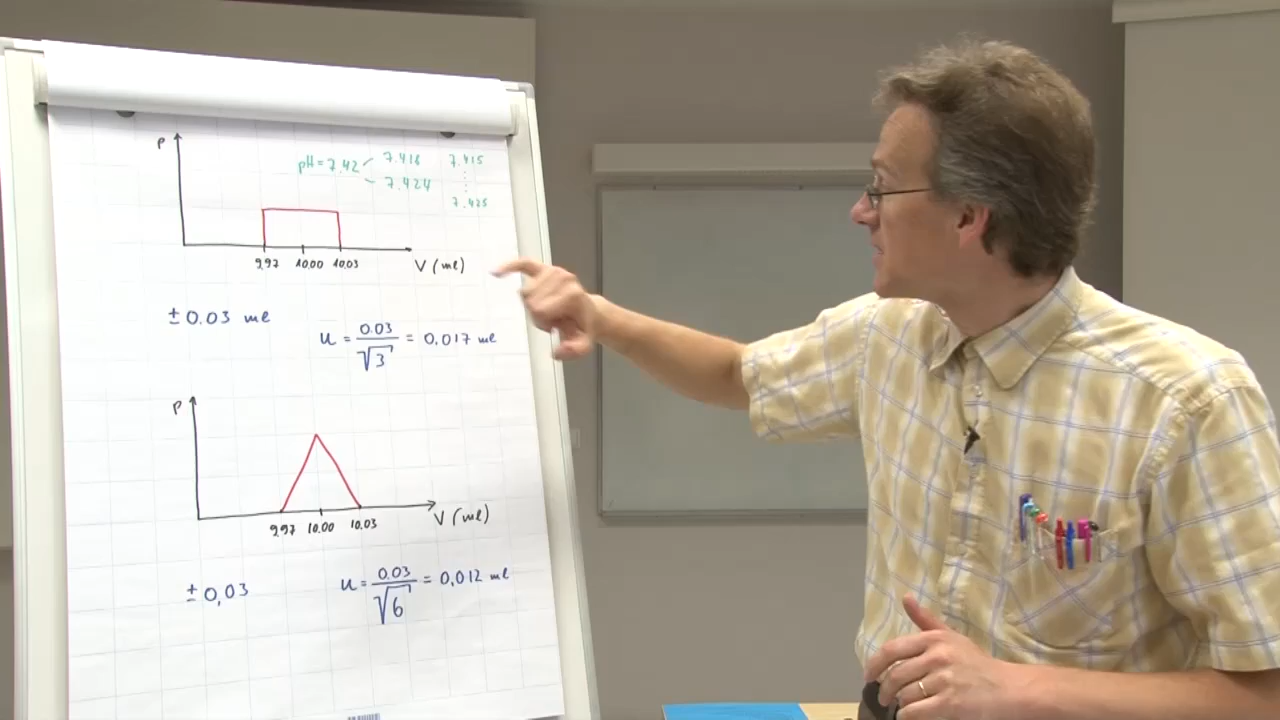 P
pH = 7.42 7.416 7.415
7.424
7.425
9.97 10.00 10.03 V (ml)
± 0.03 ml
u = 0.03/√3 = 0,017 ml
P
9.97 10.00 10.03 V (ml)
± 0,03
u = 0.03/√6 = 0,012 ml